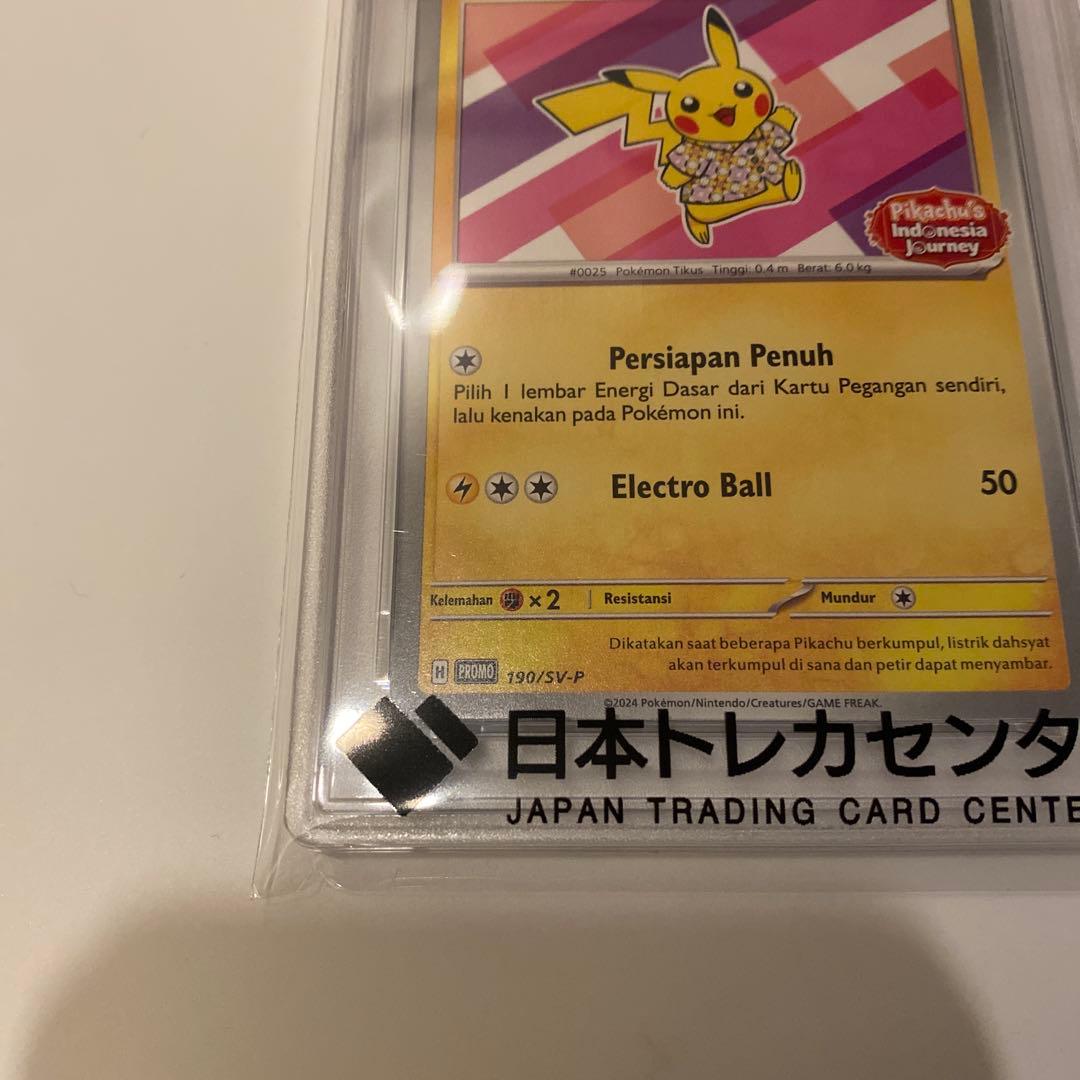 Pikachu's
Indonesia
Journey
#0025 Pokémon Tikus Tinggi: 0.4 m Berat: 6.0 kg
Persiapan Penuh
Pilih 1 lembar Energi Dasar dari Kartu Pegangan sendiri,
lalu kenakan pada Pokémon ini.
Electro Ball 50
Kelemahan ×2 Resistansi Mundur
Dikatakan saat beberapa Pikachu berkumpul, listrik dahsyat
akan terkumpul di sana dan petir dapat menyambar.
H PROMO 190/SV-P
©2024 Pokémon/Nintendo/Creatures/GAME FREAK.
日本トレカセンタ
JAPAN TRADING CARD CENTE